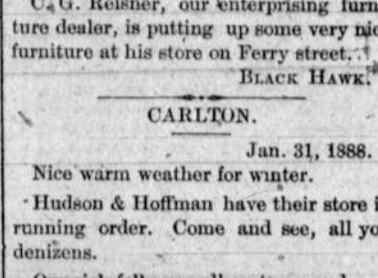 C. G. Reisner, our enterprising furn
ture dealer, is putting up some very nic
furniture at his store on Ferry street.
BLACK HAWK.
CARLTON.
Jan. 31, 1888.
Nice warm weather for winter.
Hudson & Hoffman have their store i
running order. Come and see, all yo
denizens.